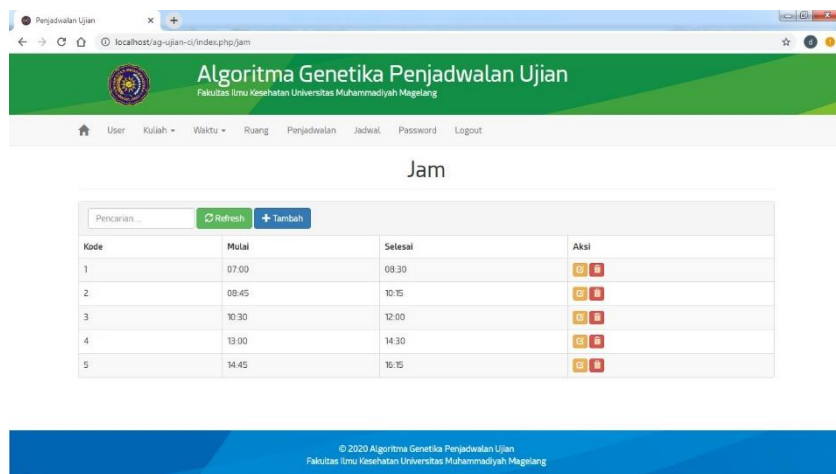 Penjadwalan Ujian
localhost/ag-ujian-ci/index.php/jam
d
Algoritma Genetika Penjadwalan Ujian
Fakultas Ilmu Kesehatan Universitas Muhammadiyah Magelang
User Kuliah Waktu Ruang Penjadwalan Jadwal Password Logout
Jam
Pencarian ... Refresh Tambah
Kode Mulai Selesai Aksi
1 07:00 08:30
2 08:45 10:15
3 10:30 12:00
4 13:00 14:30
5 14:45 16:15
© 2020 Algoritma Genetika Penjadwalan Ujian
Fakultas Ilmu Kesehatan Universitas Muhammadiyah Magelang